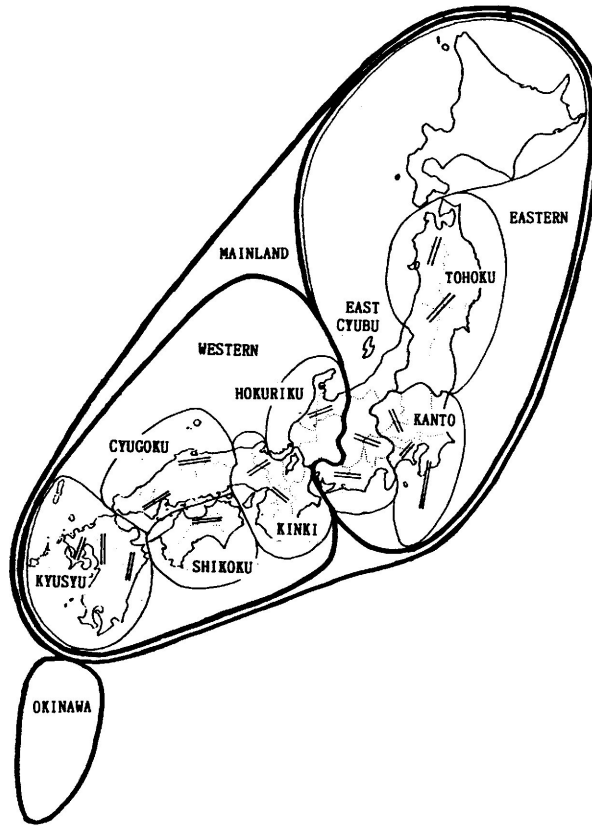 EASTERN
MAINLAND
TOHOKU
EAST
CYUBU
WESTERN
HOKURIKU
KANTO
CYUGOKU
KINKI
SHIKOKU
KYUSYU
OKINAWA